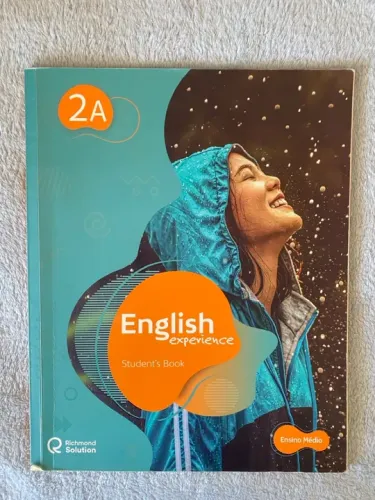 2A
English
experience
Student's Book
Richmond
Solution
Ensino Médio